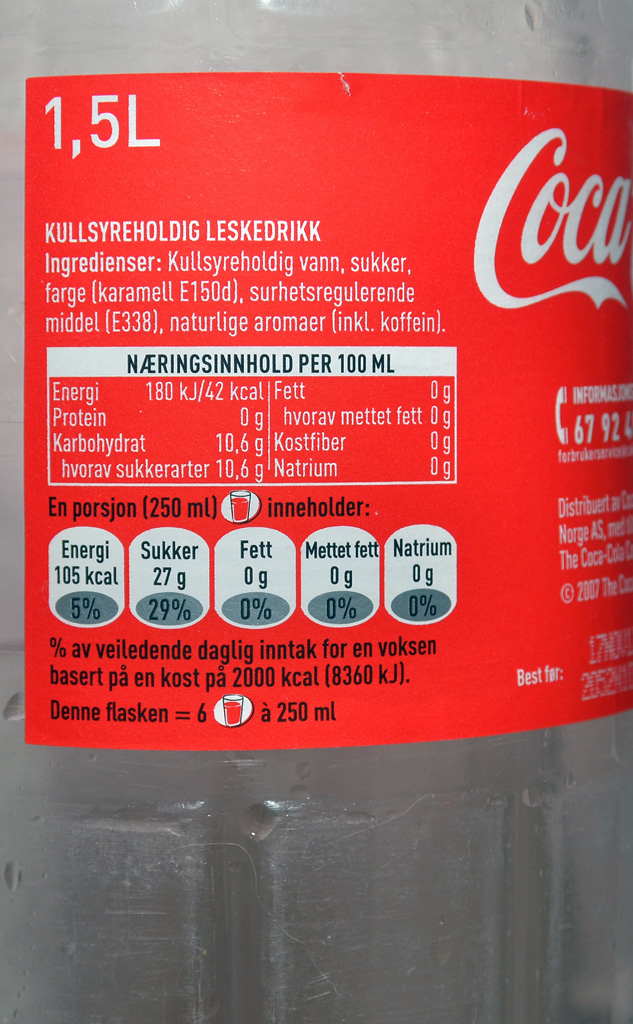 1,5L
Coca
KULLSYREHOLDIG LESKEDRIKK
Ingredienser: Kullsyreholdig vann, sukker,
farge (karamell E150d), surhetsregulerende
middel (E338), naturlige aromaer (inkl. koffein).
NÆRINGSINNHOLD PER 100 ML
Energi 180 kJ/42 kcal Fett 0 g
Protein 0 g hvorav mettet fett 0 g
Karbohydrat 10,6 g Kostfiber 0 g
hvorav sukkerarter 10,6 g Natrium 0 g
En porsjon (250 ml) inneholder:
Energi Sukker Fett Mettet fett Natrium
105 kcal 27 g 0 g 0 g 0 g
5% 29% 0% 0% 0%
% av veiledende daglig inntak for en voksen
basert på en kost på 2000 kcal (8360 kJ).
Denne flasken = 6 à 250 ml
67 92
Distribuert av
Norge AS, med
The Coca-Cola
© 2007 The
Best før: